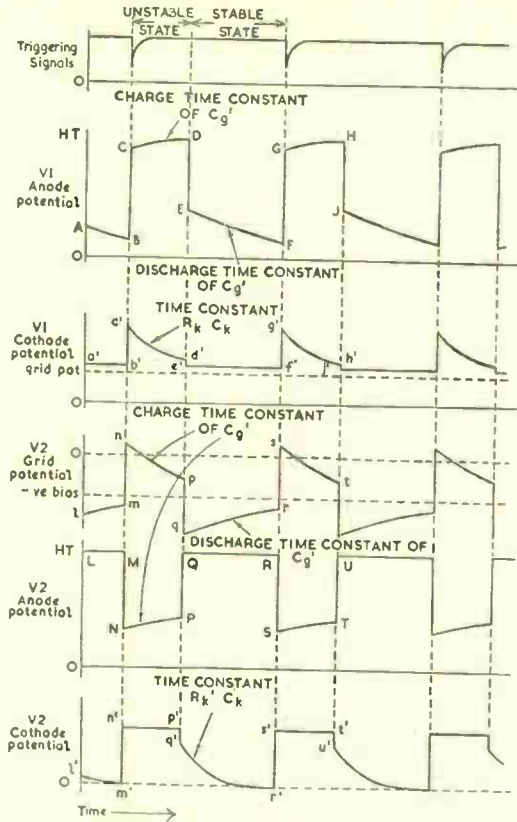 UNSTABLE STABLE
STATE STATE
Triggering
Signals
O
CHARGE TIME CONSTANT
OF Cg'
HT
C D G H
V1
Anode
potential
A B E F J
O
DISCHARGE TIME CONSTANT
OF Cg'
TIME CONSTANT
Rk Ck
c' g'
V1
Cathode
potential
grid pot
a' b' d' e' f' j' h'
O
CHARGE TIME CONSTANT
OF Cg'
n s
V2
Grid
potential
-ve bias
O
p t
l m r
q
DISCHARGE TIME CONSTANT OF
Cg'
HT
L M Q R U
V2
Anode
potential
N P S T
O
TIME CONSTANT
Rk' Ck
V2
Cathode
potential
n' p' s' t'
q' u'
l'
O
m' r'
Time